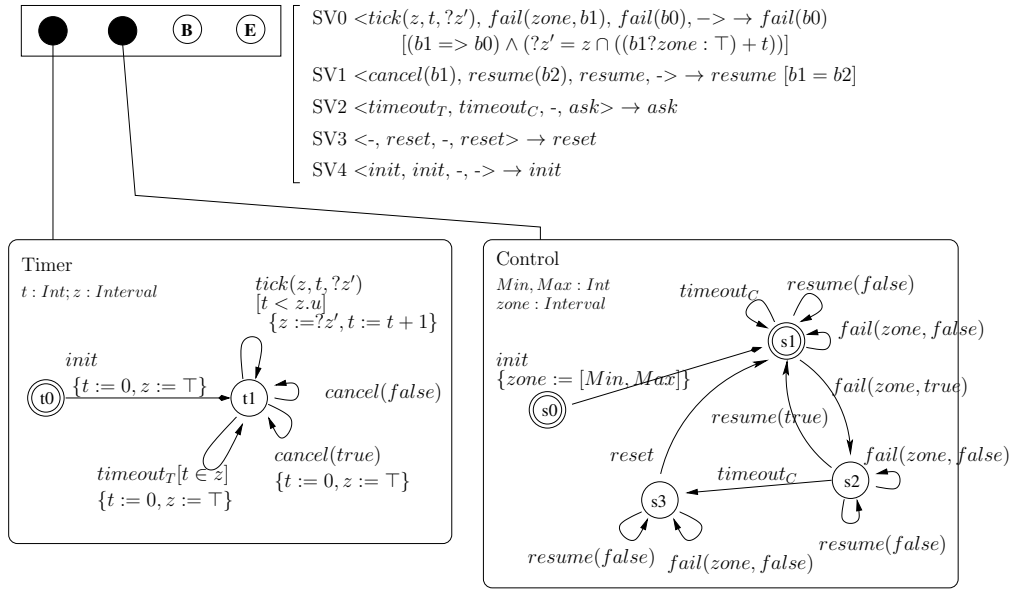 B
E
SV0 <tick(z, t, ?z′), fail(zone, b1), fail(b0), −> → fail(b0)
[(b1 => b0) ∧ (?z′ = z ∩ ((b1?zone : ⊤) + t))]
SV1 <cancel(b1), resume(b2), resume, -> → resume [b1 = b2]
SV2 <timeout_T, timeout_C, -, ask> → ask
SV3 <-, reset, -, reset> → reset
SV4 <init, init, -, -> → init
Timer
t : Int; z : Interval
tick(z, t, ?z′)
[t < z.u]
{z :=?z′, t := t + 1}
init
{t := 0, z := ⊤}
t0
t1
cancel(false)
cancel(true)
{t := 0, z := ⊤}
timeout_T[t ∈ z]
{t := 0, z := ⊤}
Control
Min, Max : Int
zone : Interval
timeout_C
resume(false)
fail(zone, false)
s1
init
{zone := [Min, Max]}
s0
fail(zone, true)
resume(true)
reset
timeout_C
fail(zone, false)
s2
s3
resume(false)
resume(false)
fail(zone, false)